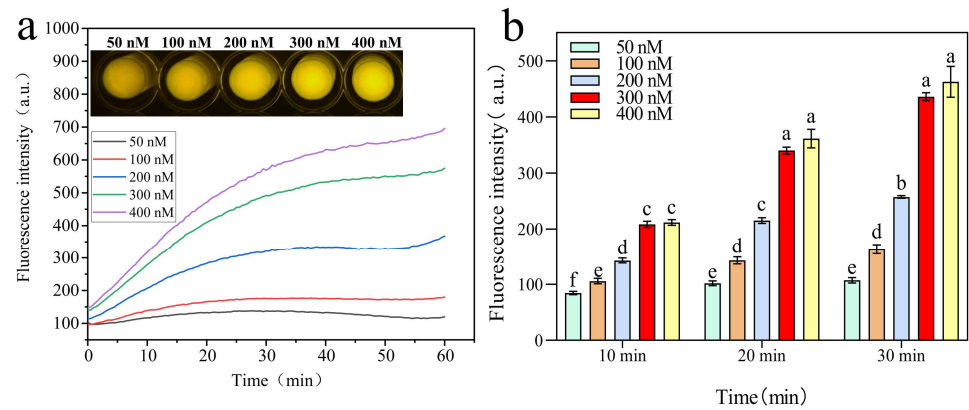 a
50 nM 100 nM 200 nM 300 nM 400 nM
1000
900
800
700
600
500
400
300
200
100
Fluorescence intensity（a.u.）
50 nM
100 nM
200 nM
300 nM
400 nM
0 10 20 30 40 50 60
Time（min）
b
50 nM
100 nM
200 nM
300 nM
400 nM
500
400
300
200
100
0
Fluorescence intensity( a.u.)
f e d c c
e d b a a
e d b a a
10 min 20 min 30 min
Time(min)